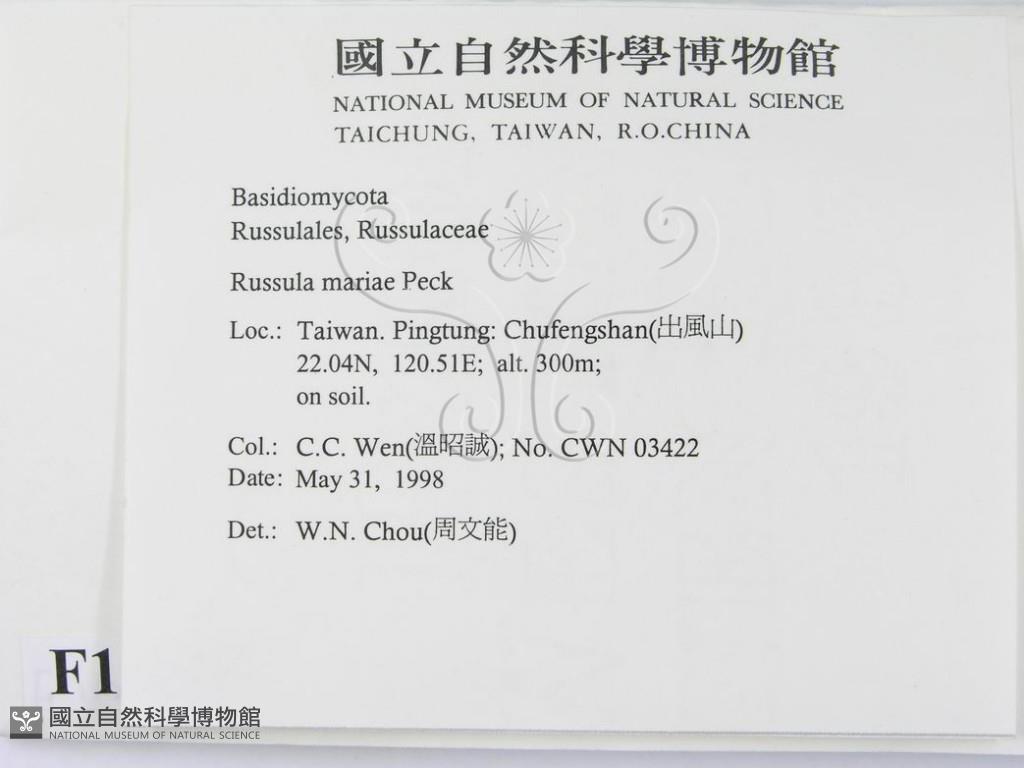 國立自然科學博物館
NATIONAL MUSEUM OF NATURAL SCIENCE
TAICHUNG, TAIWAN, R.O.CHINA
Basidiomycota
Russulales, Russulaceae
Russula mariae Peck
Loc.: Taiwan. Pingtung: Chufengshan(出風山)
22.04N, 120.51E; alt. 300m;
on soil.
Col.: C.C. Wen(溫昭誠); No. CWN 03422
Date: May 31, 1998
Det.: W.N. Chou(周文能)
F1
國立自然科學博物館
NATIONAL MUSEUM OF NATURAL SCIENCE